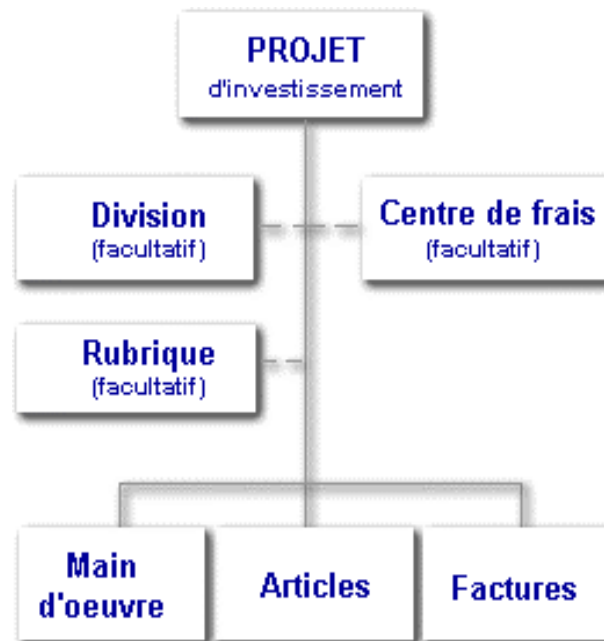 PROJET
d'investissement
Division
(facultatif)
Centre de frais
(facultatif)
Rubrique
(facultatif)
Main
d'oeuvre
Articles
Factures